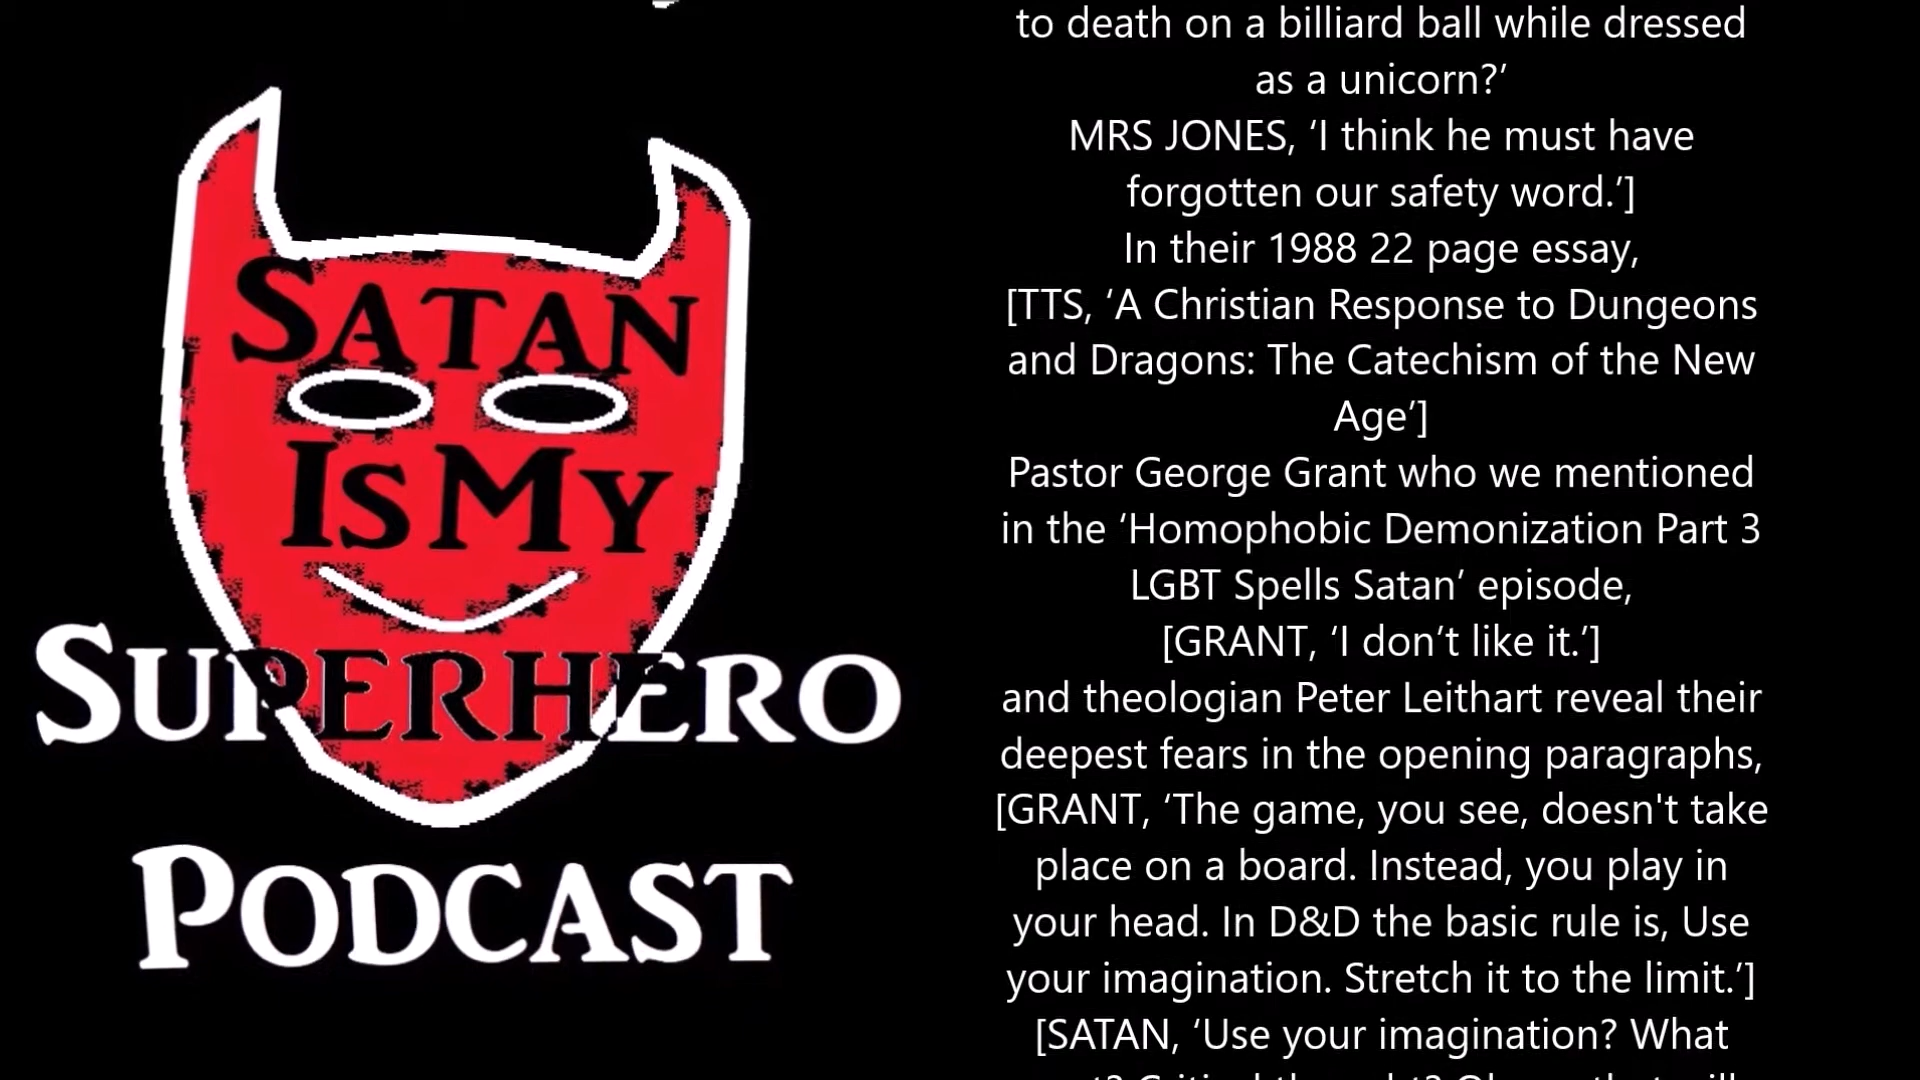 SATAN
IS MY
SUPERHERO
PODCAST
to death on a billiard ball while dressed
as a unicorn?’
MRS JONES, ‘I think he must have
forgotten our safety word.’]
In their 1988 22 page essay,
[TTS, ‘A Christian Response to Dungeons
and Dragons: The Catechism of the New
Age’]
Pastor George Grant who we mentioned
in the ‘Homophobic Demonization Part 3
LGBT Spells Satan’ episode,
[GRANT, ‘I don’t like it.’]
and theologian Peter Leithart reveal their
deepest fears in the opening paragraphs,
[GRANT, ‘The game, you see, doesn't take
place on a board. Instead, you play in
your head. In D&D the basic rule is, Use
your imagination. Stretch it to the limit.’]
[SATAN, ‘Use your imagination? What